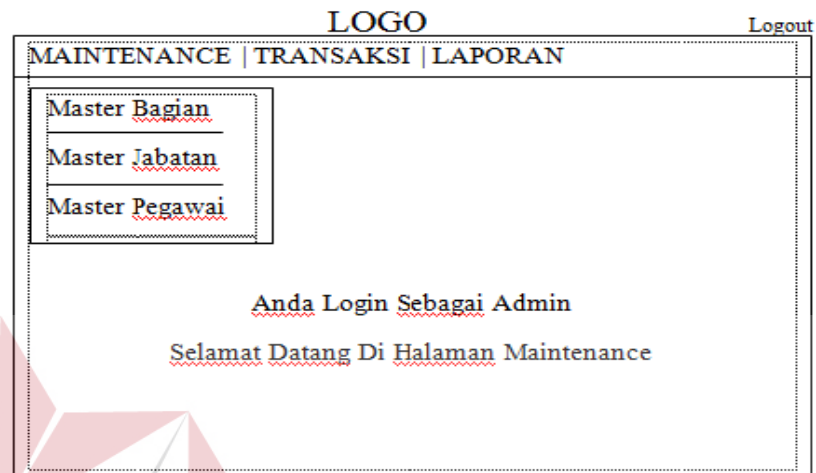 LOGO
Logout
MAINTENANCE | TRANSAKSI | LAPORAN
Master Bagian
Master Jabatan
Master Pegawai
Anda Login Sebagai Admin
Selamat Datang Di Halaman Maintenance